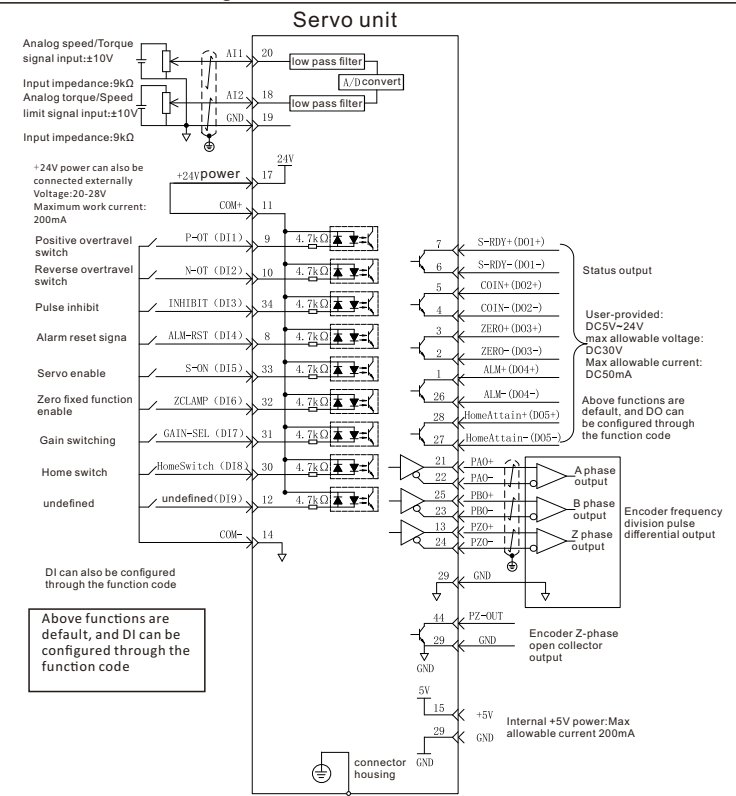 Servo unit
Analog speed/Torque
signal input:±10V
Input impedance:9kΩ
Analog torque/Speed
limit signal input:±10V
Input impedance:9kΩ
AI1
20
low pass filter
A/D convert
AI2
18
low pass filter
GND
19
+24V power can also be
connected externally
Voltage:20-28V
Maximum work current:
200mA
24V
+24V power
17
COM+
11
Positive overtravel
switch
P-OT (DI1)
9
4.7kΩ
Reverse overtravel
switch
N-OT (DI2)
10
4.7kΩ
Pulse inhibit
INHIBIT (DI3)
34
4.7kΩ
Alarm reset signa
ALM-RST (DI4)
8
4.7kΩ
Servo enable
S-ON (DI5)
33
4.7kΩ
Zero fixed function
enable
ZCLAMP (DI6)
32
4.7kΩ
Gain switching
GAIN-SEL (DI7)
31
4.7kΩ
Home switch
HomeSwitch (DI8)
30
4.7kΩ
undefined
undefined(DI9)
12
4.7kΩ
COM-
14
DI can also be configured
through the function code
Above functions are
default, and DI can be
configured through the
function code
7
S-RDY+(DO1+)
6
S-RDY-(DO1-)
5
COIN+(DO2+)
4
COIN-(DO2-)
3
ZERO+(DO3+)
2
ZERO-(DO3-)
1
ALM+(DO4+)
26
ALM-(DO4-)
28
HomeAttain+(DO5+)
27
HomeAttain-(DO5-)
Status output
User-provided:
DC5V~24V
max allowable voltage:
DC30V
Max allowable current:
DC50mA
Above functions are
default, and DO can
be configured through
the function code
21
PAO+
22
PAO-
A phase
output
25
PBO+
23
PBO-
B phase
output
13
PZO+
24
PZO-
Z phase
output
Encoder frequency
division pulse
differential output
29
GND
44
PZ-OUT
29
GND
GND
Encoder Z-phase
open collector
output
5V
15
+5V
29
GND
GND
Internal +5V power:Max
allowable current 200mA
connector
housing